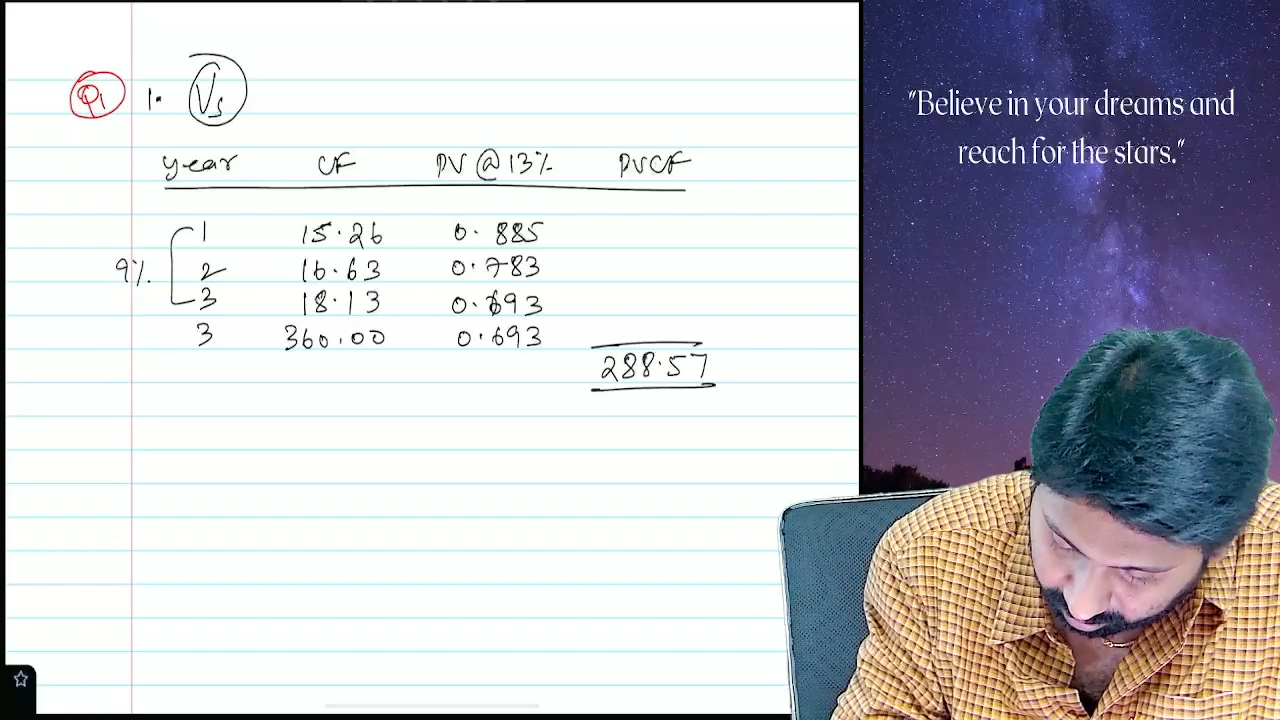 Q1 1. Vs
"Believe in your dreams and
reach for the stars."
year CF PV @ 13% PVCF
1 15.26 0.885
9% 2 16.63 0.783
3 18.13 0.693
3 360.00 0.693
288.57